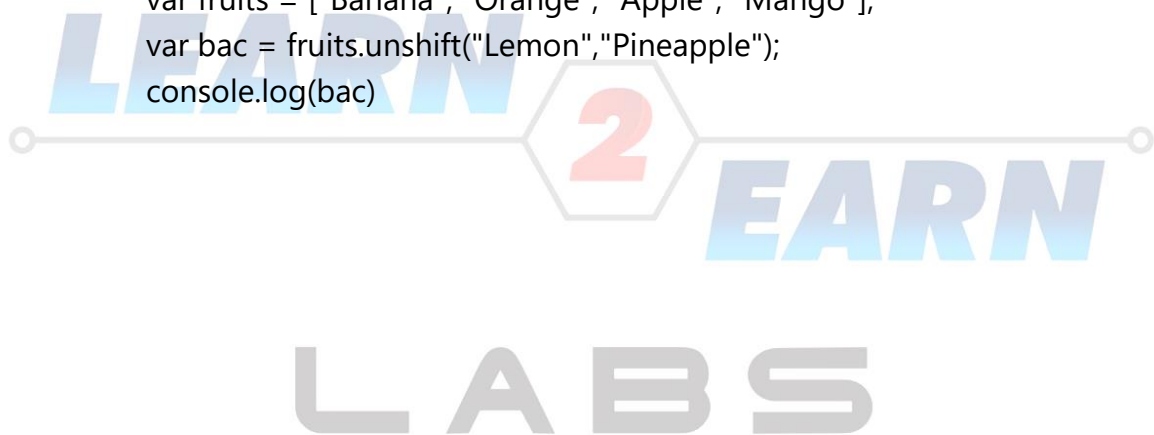 var fruits = ["Banana", "Orange", "Apple", "Mango"];
var bac = fruits.unshift("Lemon","Pineapple");
console.log(bac)
LEARN
2
EARN
LABS